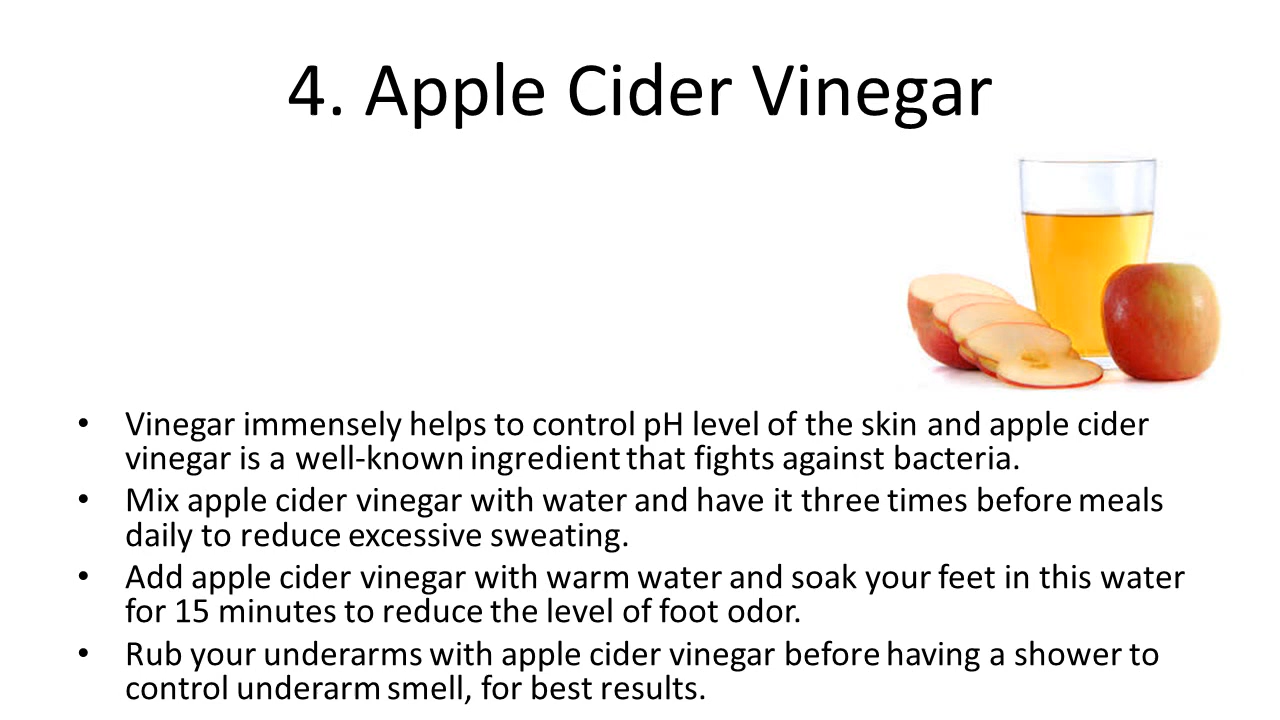 4. Apple Cider Vinegar
• Vinegar immensely helps to control pH level of the skin and apple cider
vinegar is a well-known ingredient that fights against bacteria.
• Mix apple cider vinegar with water and have it three times before meals
daily to reduce excessive sweating.
• Add apple cider vinegar with warm water and soak your feet in this water
for 15 minutes to reduce the level of foot odor.
• Rub your underarms with apple cider vinegar before having a shower to
control underarm smell, for best results.